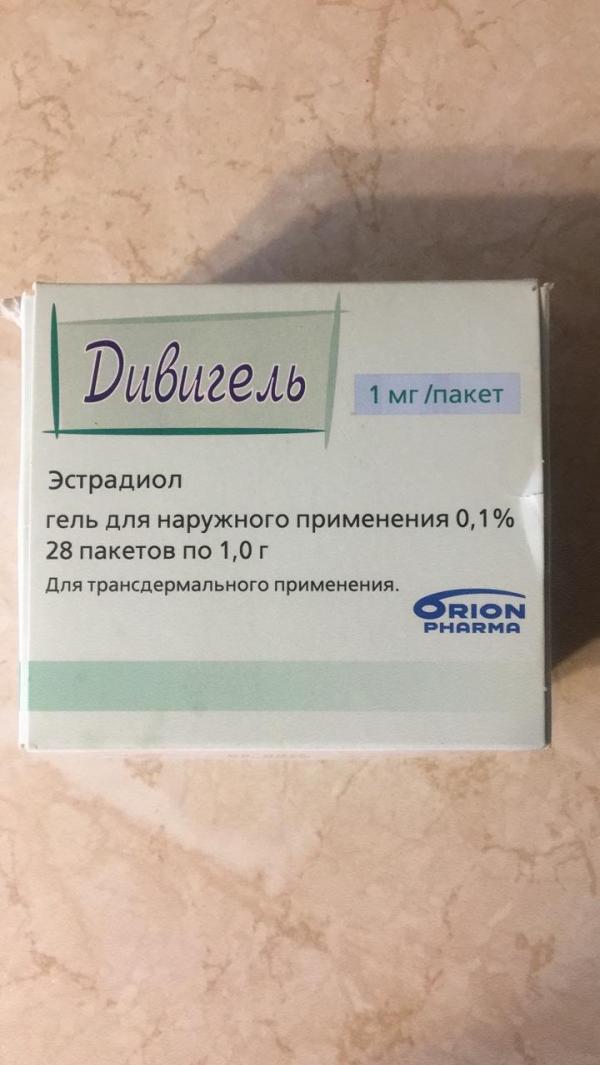 Дивигель
1 мг /пакет
Эстрадиол
гель для наружного применения 0,1%
28 пакетов по 1,0 г
Для трансдермального применения.
ORION
PHARMA